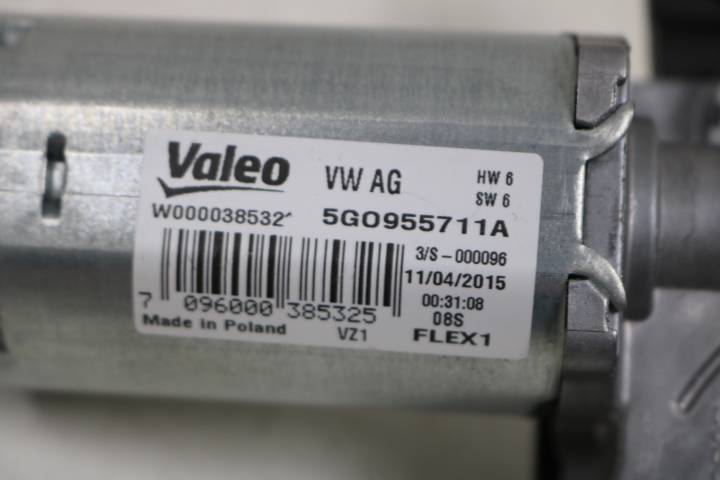 Valeo
VW AG
HW 6
SW 6
W000038532
5G0955711A
3/S-000096
11/04/2015
00:31:08
08S
7 096000 385325
Made in Poland
VZ1
FLEX1